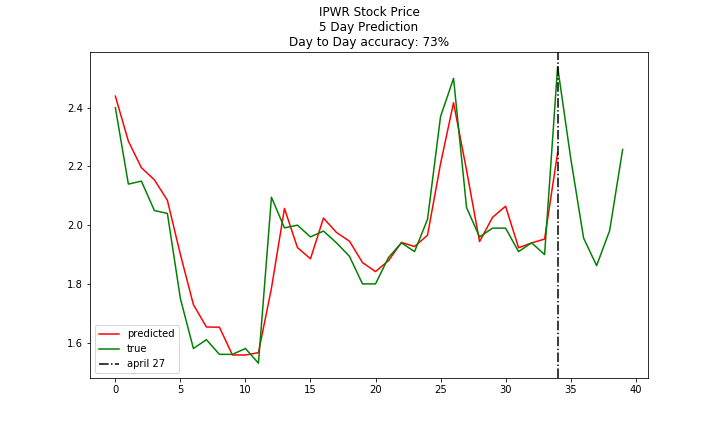 IPWR Stock Price
5 Day Prediction
Day to Day accuracy: 73%
2.4
2.2
2.0
1.8
1.6
predicted
true
april 27
0 5 10 15 20 25 30 35 40